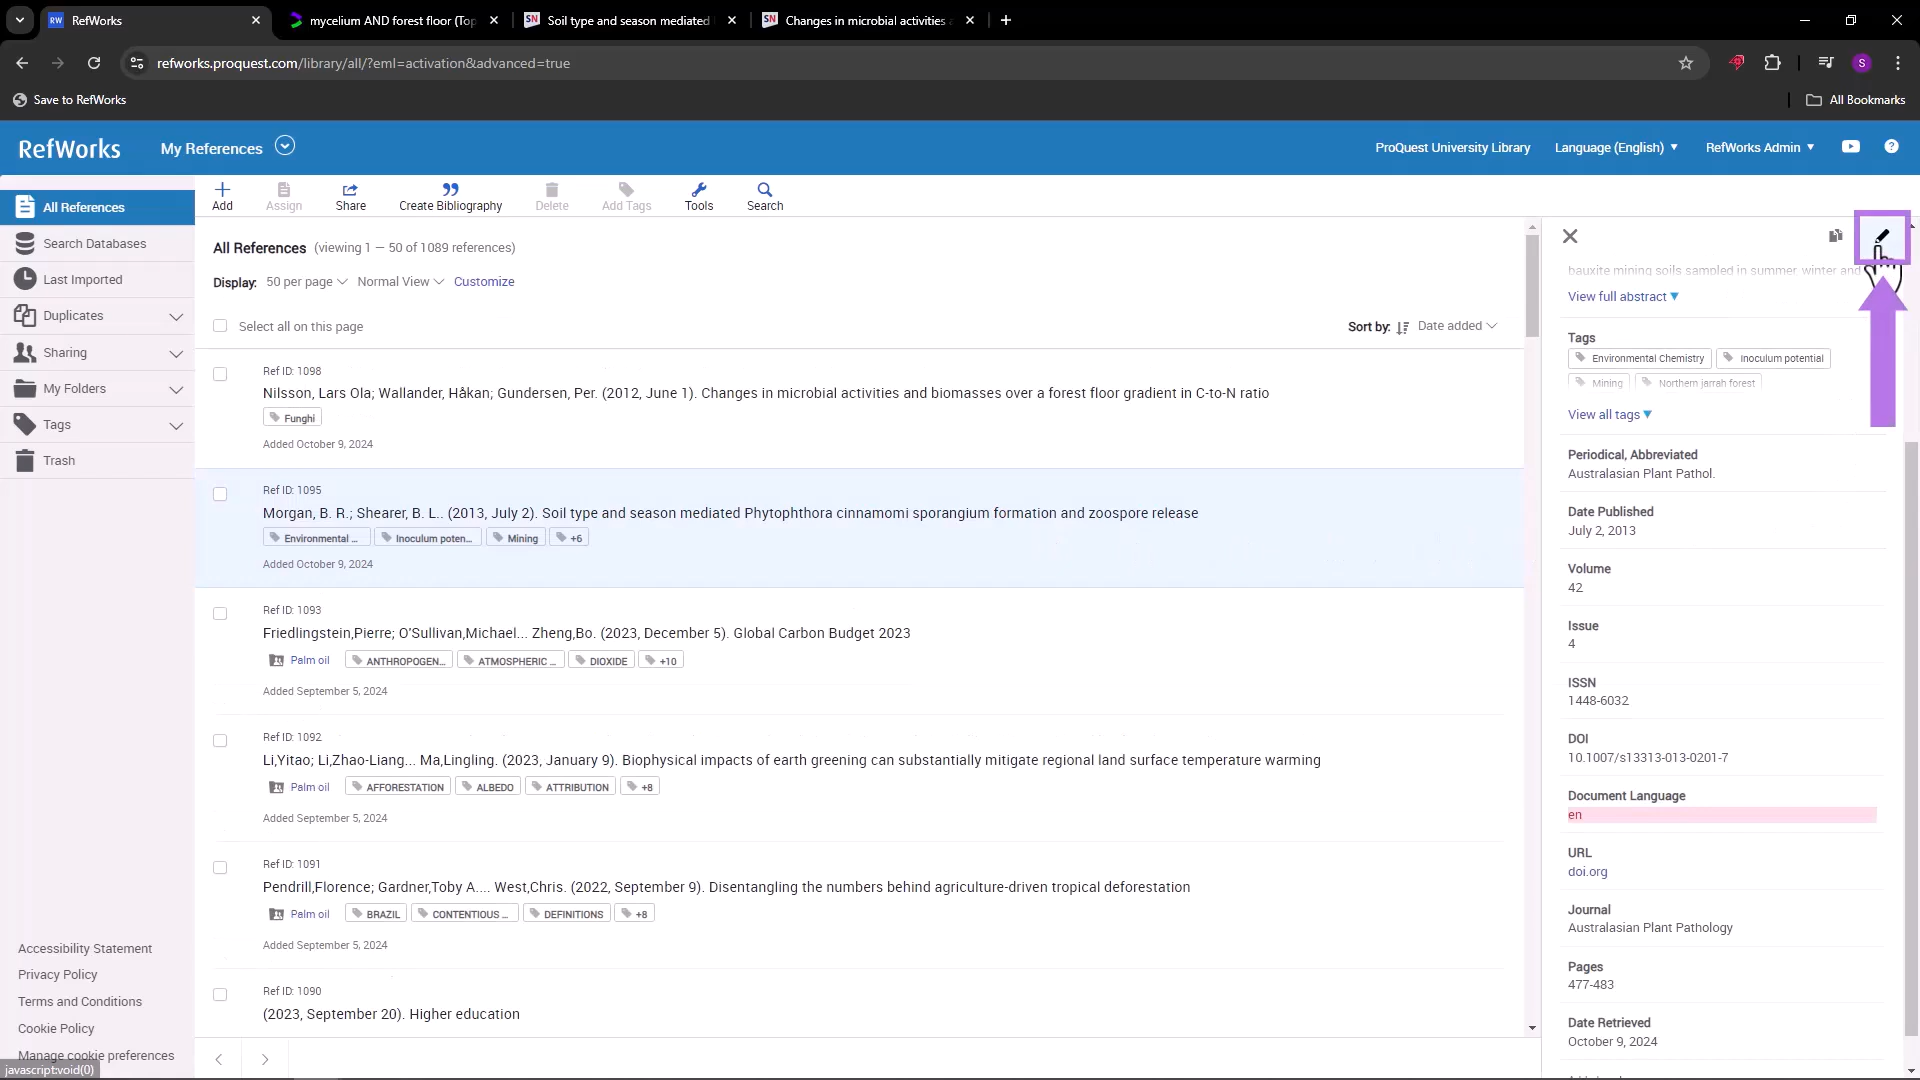 RW RefWorks
mycelium AND forest floor (Top
SN Soil type and season mediated
SN Changes in microbial activities a
refworks.proquest.com/library/all/?eml=activation&advanced=true
S
Save to RefWorks
All Bookmarks
RefWorks
My References
ProQuest University Library
Language (English)
RefWorks Admin
?
All References
Search Databases
Last Imported
Duplicates
Sharing
My Folders
Tags
Trash
Accessibility Statement
Privacy Policy
Terms and Conditions
Cookie Policy
Manage cookie preferences
javascript:void(0)
Add
Assign
Share
Create Bibliography
Delete
Add Tags
Tools
Search
All References (viewing 1 — 50 of 1089 references)
Display: 50 per page Normal View Customize
Select all on this page
Sort by: Date added
Ref ID: 1098
Nilsson, Lars Ola; Wallander, Håkan; Gundersen, Per. (2012, June 1). Changes in microbial activities and biomasses over a forest floor gradient in C-to-N ratio
Funghi
Added October 9, 2024
Ref ID: 1095
Morgan, B. R.; Shearer, B. L.. (2013, July 2). Soil type and season mediated Phytophthora cinnamomi sporangium formation and zoospore release
Environmental ... Inoculum poten... Mining +6
Added October 9, 2024
Ref ID: 1093
Friedlingstein,Pierre; O'Sullivan,Michael... Zheng,Bo. (2023, December 5). Global Carbon Budget 2023
Palm oil ANTHROPOGEN... ATMOSPHERIC ... DIOXIDE +10
Added September 5, 2024
Ref ID: 1092
Li,Yitao; Li,Zhao-Liang... Ma,Lingling. (2023, January 9). Biophysical impacts of earth greening can substantially mitigate regional land surface temperature warming
Palm oil AFFORESTATION ALBEDO ATTRIBUTION +8
Added September 5, 2024
Ref ID: 1091
Pendrill,Florence; Gardner,Toby A.... West,Chris. (2022, September 9). Disentangling the numbers behind agriculture-driven tropical deforestation
Palm oil BRAZIL CONTENTIOUS ... DEFINITIONS +8
Added September 5, 2024
Ref ID: 1090
(2023, September 20). Higher education
bauxite mining soils sampled in summer, winter and
View full abstract
Tags
Environmental Chemistry Inoculum potential
Mining Northern jarrah forest
View all tags
Periodical, Abbreviated
Australasian Plant Pathol.
Date Published
July 2, 2013
Volume
42
Issue
4
ISSN
1448-6032
DOI
10.1007/s13313-013-0201-7
Document Language
en
URL
doi.org
Journal
Australasian Plant Pathology
Pages
477-483
Date Retrieved
October 9, 2024